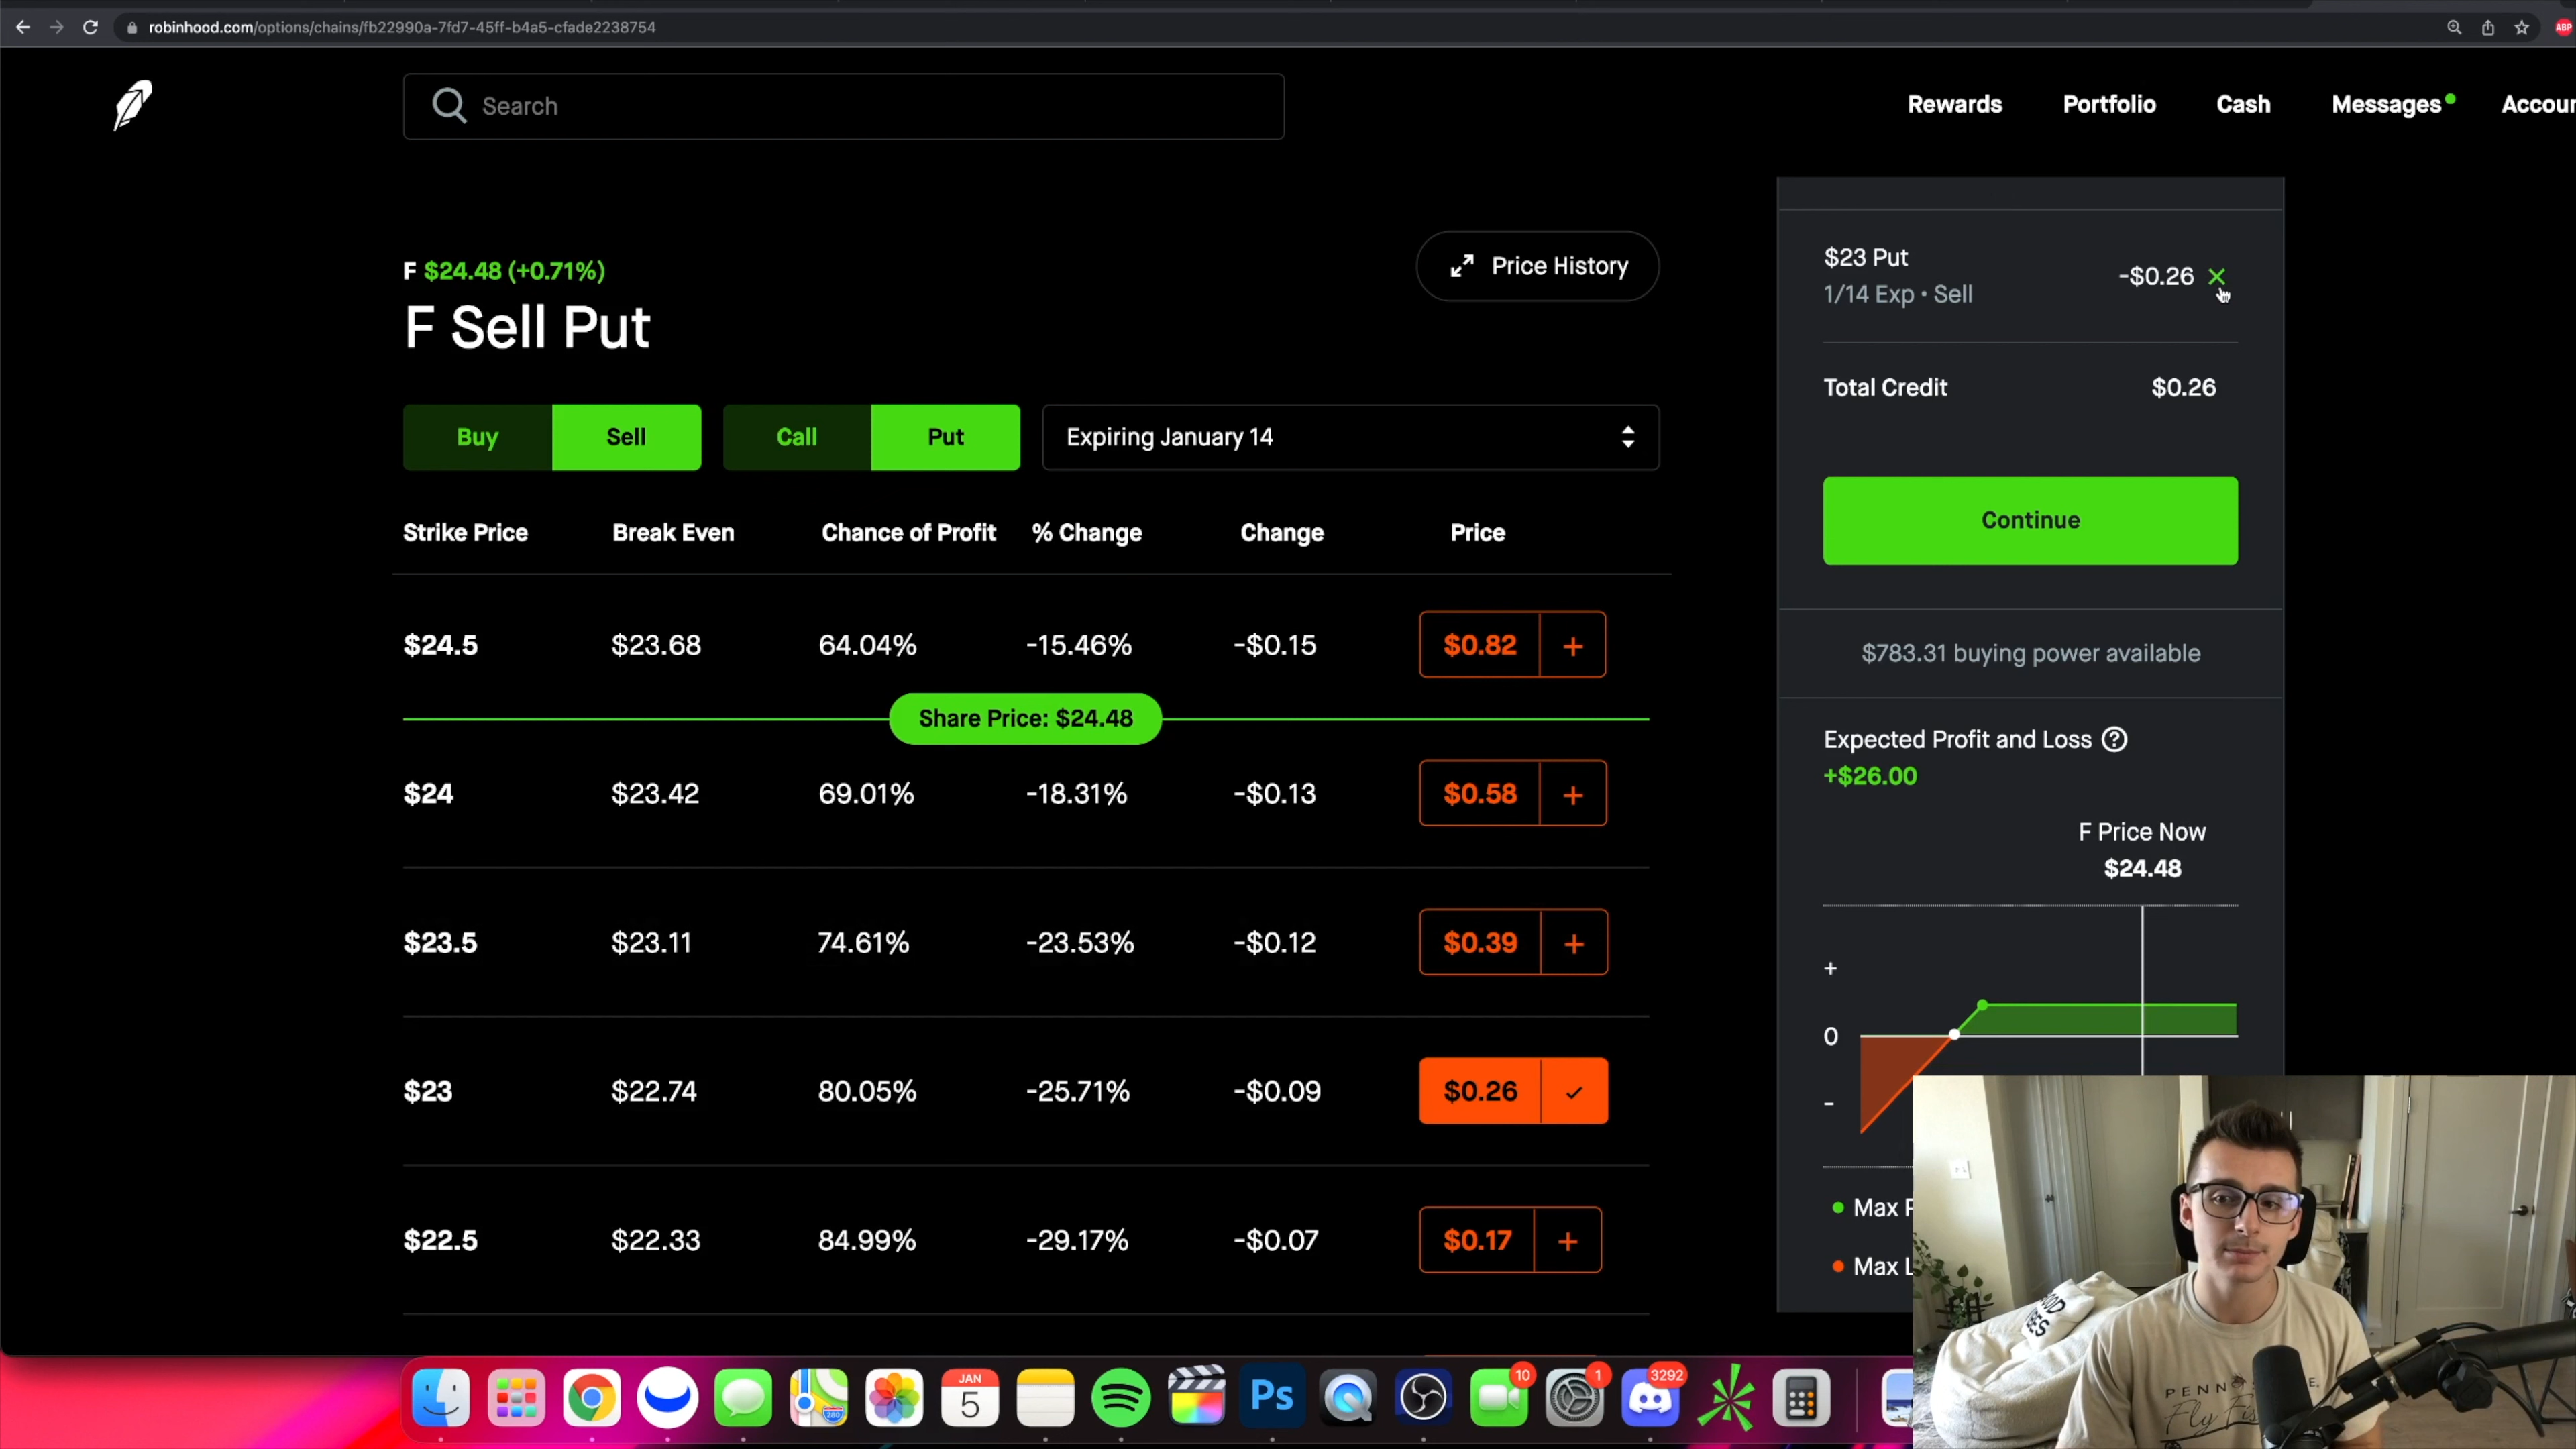 robinhood.com/options/chains/fb22990a-7fd7-45ff-b4a5-cfade2238754
ABP
Search
Rewards
Portfolio
Cash
Messages
Accoun
F $24.48 (+0.71%)
F Sell Put
Price History
Buy
Sell
Call
Put
Expiring January 14
Strike Price
Break Even
Chance of Profit
% Change
Change
Price
$24.5
$23.68
64.04%
-15.46%
-$0.15
$0.82
+
Share Price: $24.48
$24
$23.42
69.01%
-18.31%
-$0.13
$0.58
+
$23.5
$23.11
74.61%
-23.53%
-$0.12
$0.39
+
$23
$22.74
80.05%
-25.71%
-$0.09
$0.26
$22.5
$22.33
84.99%
-29.17%
-$0.07
$0.17
+
$23 Put
1/14 Exp • Sell
-$0.26
Total Credit
$0.26
Continue
$783.31 buying power available
Expected Profit and Loss ?
+$26.00
F Price Now
$24.48
+
0
-
Max P
Max L
JAN
5
280
Ps
10
1
3292
Fly Fis